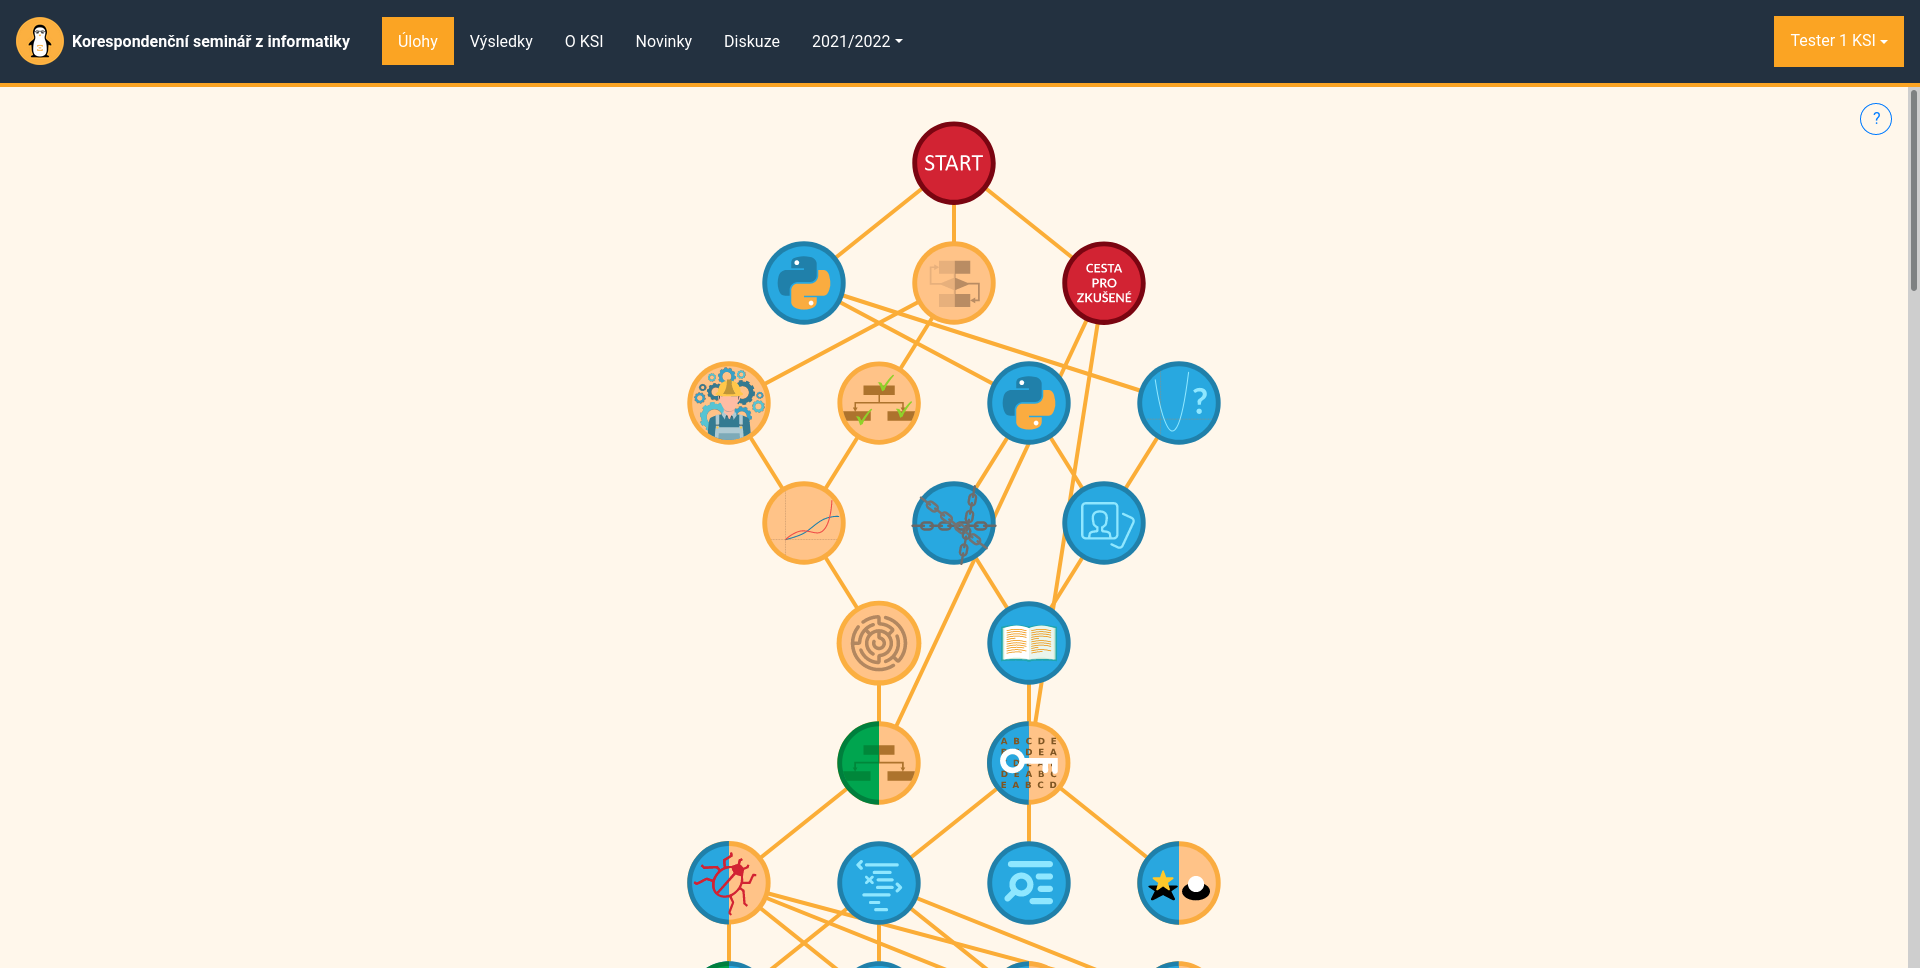 Korespondenční seminář z informatiky
Úlohy
Výsledky
O KSI
Novinky
Diskuze
2021/2022
Tester 1 KSI
?
START
CESTA
PRO
ZKUŠENÉ
?
A B C D E
D E A
D
D E A B C
E A B C D